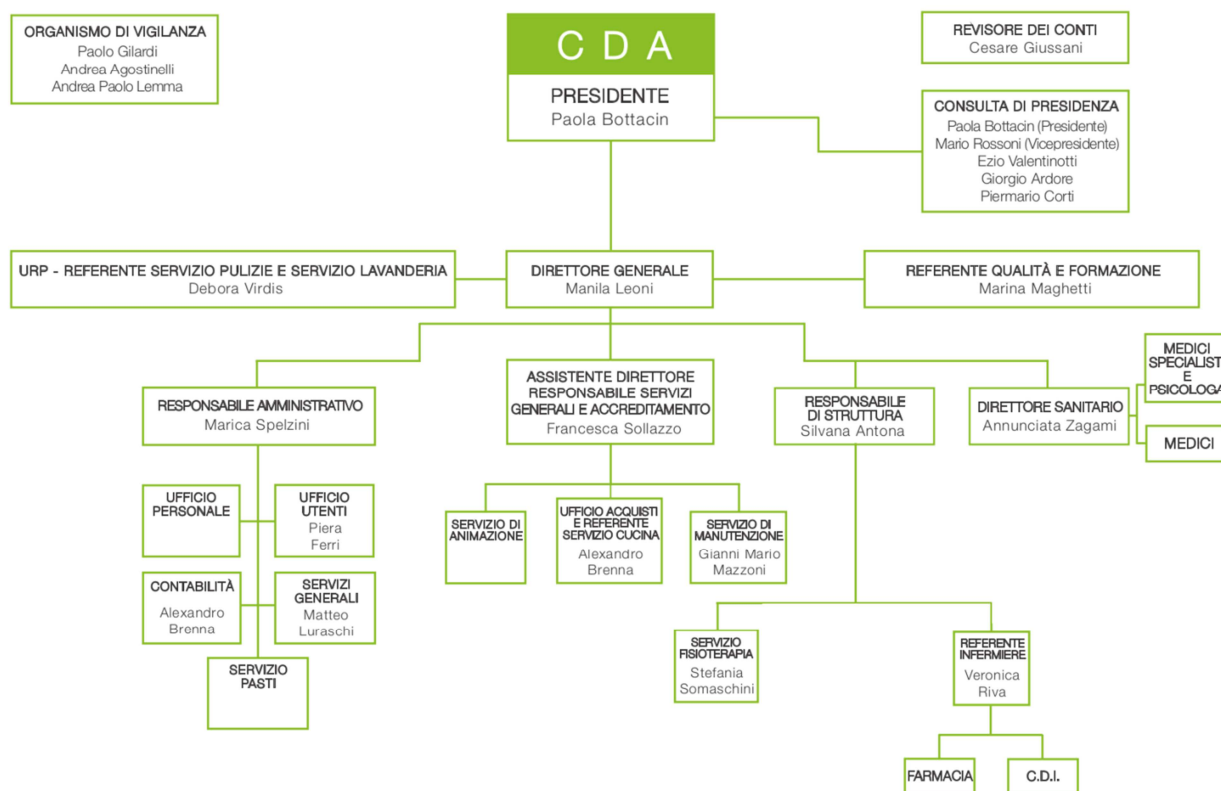 ORGANISMO DI VIGILANZA
Paolo Gilardi
Andrea Agostinelli
Andrea Paolo Lemma
C D A
PRESIDENTE
Paola Bottacin
REVISORE DEI CONTI
Cesare Giussani
CONSULTA DI PRESIDENZA
Paola Bottacin (Presidente)
Mario Rossoni (Vicepresidente)
Ezio Valentinotti
Giorgio Ardore
Piermario Corti
URP - REFERENTE SERVIZIO PULIZIE E SERVIZIO LAVANDERIA
Debora Virdis
DIRETTORE GENERALE
Manila Leoni
REFERENTE QUALITÀ E FORMAZIONE
Marina Maghetti
RESPONSABILE AMMINISTRATIVO
Marica Spelzini
ASSISTENTE DIRETTORE
RESPONSABILE SERVIZI
GENERALI E ACCREDITAMENTO
Francesca Sollazzo
RESPONSABILE
DI STRUTTURA
Silvana Antona
DIRETTORE SANITARIO
Annunciata Zagami
MEDICI
SPECIALIST
E
PSICOLOGA
MEDICI
UFFICIO
PERSONALE
UFFICIO
UTENTI
Piera
Ferri
CONTABILITÀ
Alexandro
Brenna
SERVIZI
GENERALI
Matteo
Luraschi
SERVIZIO
PASTI
SERVIZIO DI
ANIMAZIONE
UFFICIO ACQUISTI
E REFERENTE
SERVIZIO CUCINA
Alexandro
Brenna
SERVIZIO DI
MANUTENZIONE
Gianni Mario
Mazzoni
SERVIZIO
FISIOTERAPIA
Stefania
Somaschini
REFERENTE
INFERMIERE
Veronica
Riva
FARMACIA
C.D.I.